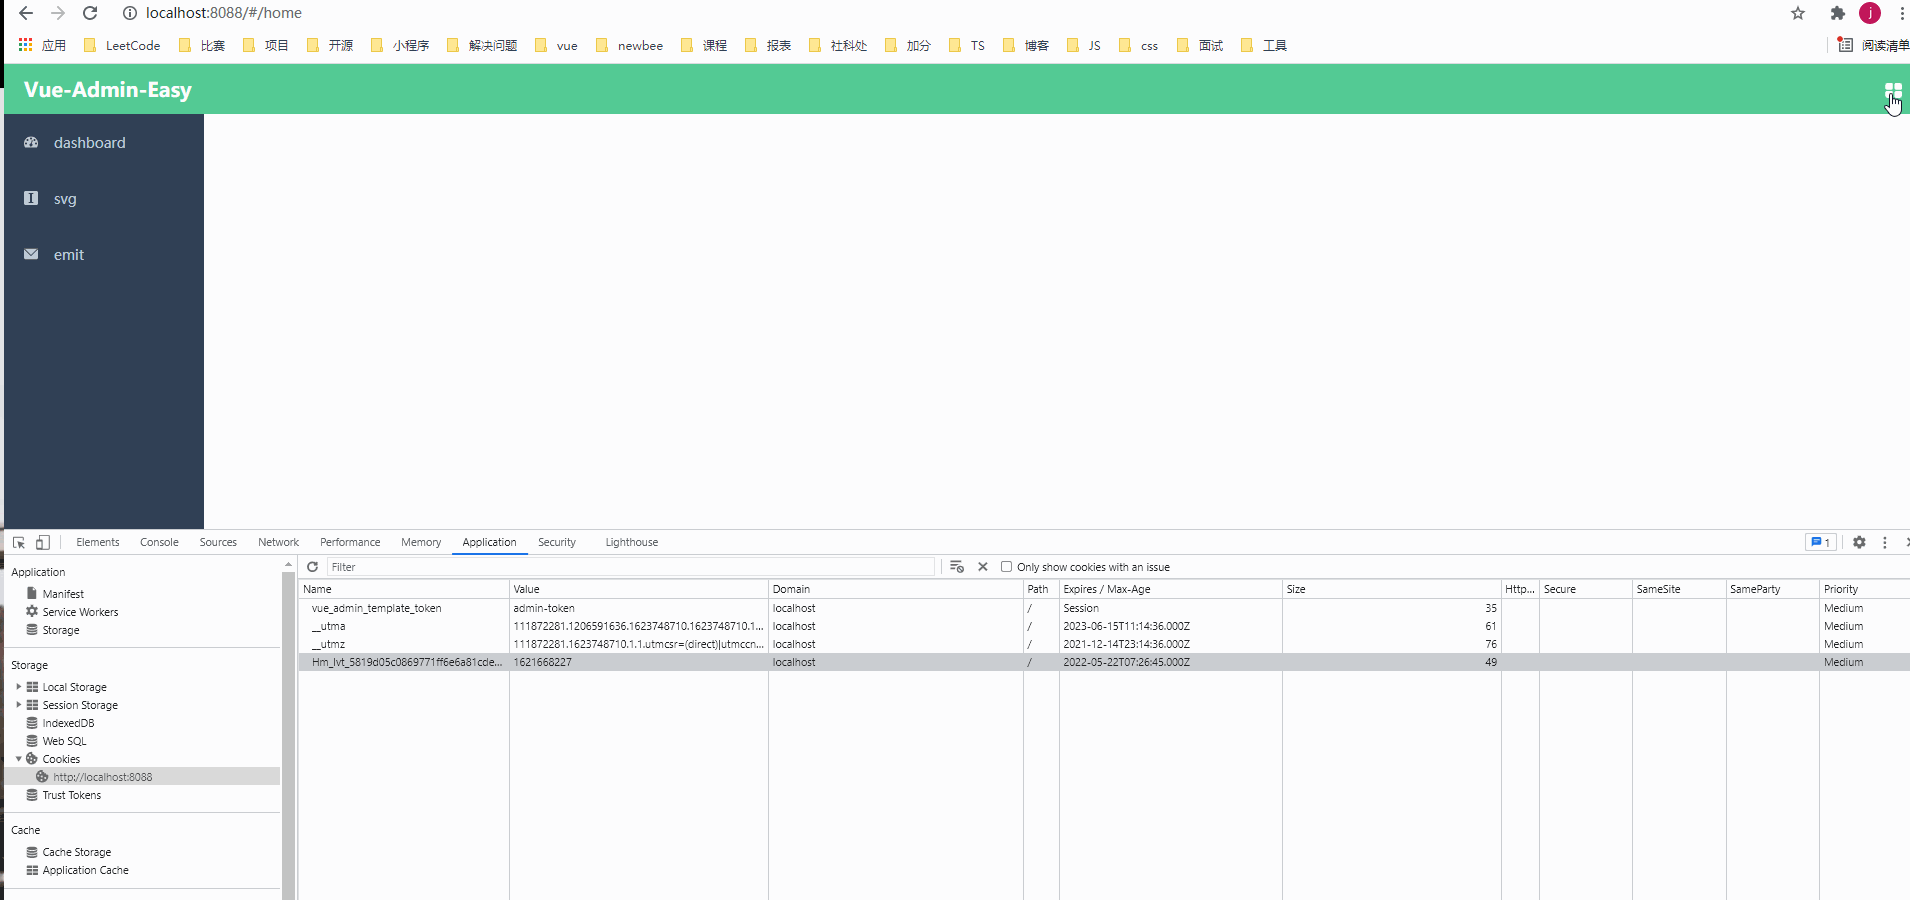 localhost:8088/#/home
j
应用 LeetCode 比赛 项目 开源 小程序 解决问题 vue newbee 课程 报表 社科处 加分 TS 博客 JS css 面试 工具 阅读清单
Vue-Admin-Easy
dashboard
svg
emit
Elements Console Sources Network Performance Memory Application Security Lighthouse 1
Application
Manifest
Service Workers
Storage
Storage
Local Storage
Session Storage
IndexedDB
Web SQL
Cookies
http://localhost:8088
Trust Tokens
Cache
Cache Storage
Application Cache
Filter Only show cookies with an issue
Name Value Domain Path Expires / Max-Age Size Http... Secure SameSite SameParty Priority
vue_admin_template_token admin-token localhost / Session 35 Medium
__utma 111872281.1206591636.1623748710.1623748710.1... localhost / 2023-06-15T11:14:36.000Z 61 Medium
__utmz 111872281.1623748710.1.1.utmcsr=(direct)|utmccn... localhost / 2021-12-14T23:14:36.000Z 76 Medium
Hm_lvt_5819d05c0869771ff6e6a81cde... 1621668227 localhost / 2022-05-22T07:26:45.000Z 49 Medium